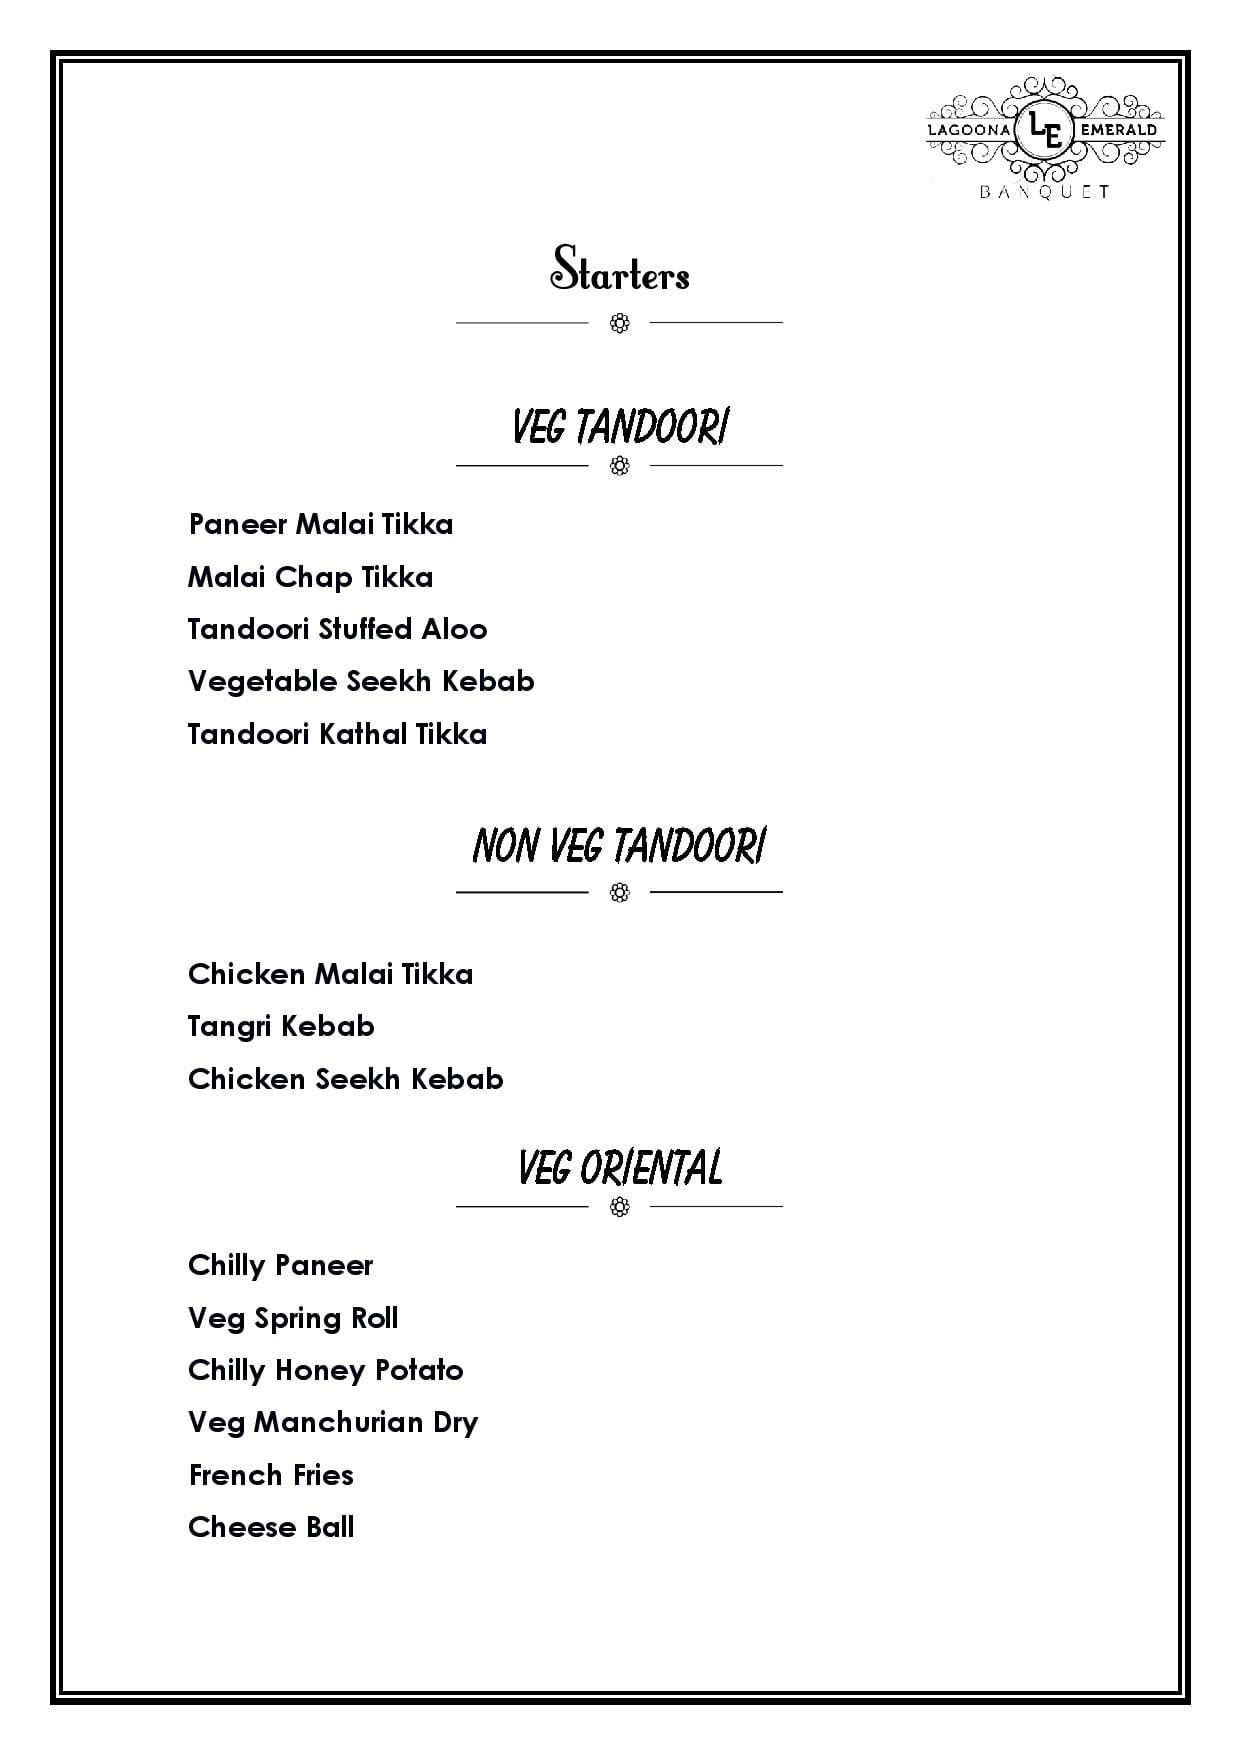 LAGOONA LE EMERALD
BANQUET
Starters
VEG TANDOORI
Paneer Malai Tikka
Malai Chap Tikka
Tandoori Stuffed Aloo
Vegetable Seekh Kebab
Tandoori Kathal Tikka
NON VEG TANDOORI
Chicken Malai Tikka
Tangri Kebab
Chicken Seekh Kebab
VEG ORIENTAL
Chilly Paneer
Veg Spring Roll
Chilly Honey Potato
Veg Manchurian Dry
French Fries
Cheese Ball